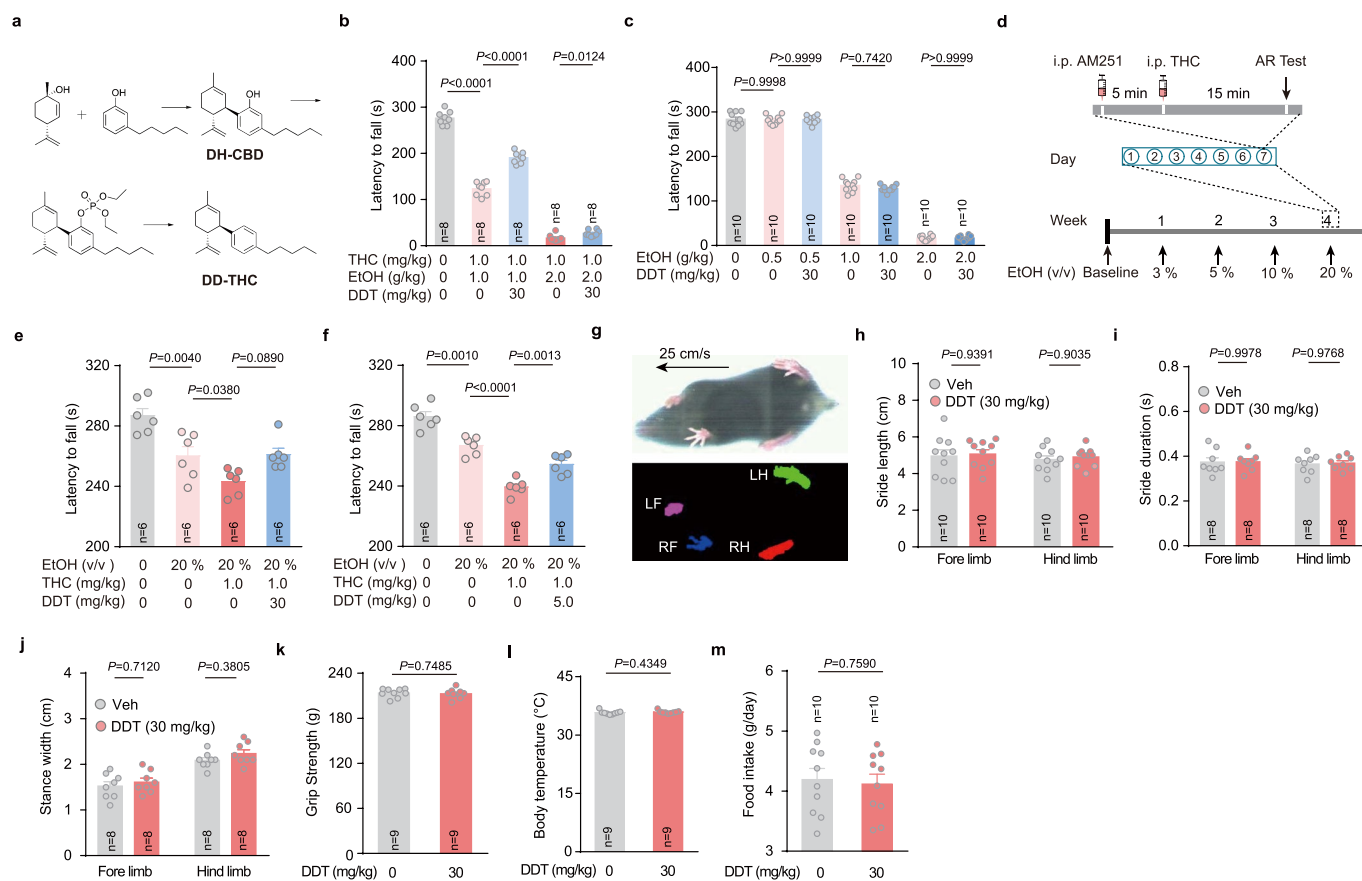 a
OH
+
OH
OH
DH-CBD
O
O
P
O
O
DD-THC
b
Latency to fall (s)
400
300
200
100
0
P<0.0001
P<0.0001
P=0.0124
n=8
n=8
n=8
n=8
n=8
THC (mg/kg) 0 1.0 1.0 1.0 1.0
EtOH (g/kg) 0 1.0 1.0 2.0 2.0
DDT (mg/kg) 0 0 30 0 30
c
Latency to fall (s)
400
300
200
100
0
P=0.9998
P>0.9999
P=0.7420
P>0.9999
n=10
n=10
n=10
n=10
n=10
n=10
n=10
EtOH (g/kg) 0 0.5 0.5 1.0 1.0 2.0 2.0
DDT (mg/kg) 0 0 30 0 30 0 30
d
i.p. AM251 i.p. THC AR Test
5 min 15 min
Day 1 2 3 4 5 6 7
Week 1 2 3 4
EtOH (v/v) Baseline 3 % 5 % 10 % 20 %
e
Latency to fall (s)
320
280
240
200
P=0.0040
P=0.0890
P=0.0380
n=6
n=6
n=6
n=6
EtOH (v/v) 0 20 % 20 % 20 %
THC (mg/kg) 0 0 1.0 1.0
DDT (mg/kg) 0 0 0 30
f
Latency to fall (s)
320
280
240
200
P=0.0010
P=0.0013
P<0.0001
n=6
n=6
n=6
n=6
EtOH (v/v) 0 20 % 20 % 20 %
THC (mg/kg) 0 0 1.0 1.0
DDT (mg/kg) 0 0 0 5.0
g
25 cm/s
LH
LF
RF
RH
h
Sride length (cm)
10
8
6
4
2
0
P=0.9391
P=0.9035
Veh
DDT (30 mg/kg)
n=10
n=10
n=10
n=10
Fore limb Hind limb
i
Sride duration (s)
0.8
0.6
0.4
0.2
0
P=0.9978
P=0.9768
Veh
DDT (30 mg/kg)
n=8
n=8
n=8
n=8
Fore limb Hind limb
j
Stance width (cm)
4
3
2
1
0
P=0.7120
P=0.3805
Veh
DDT (30 mg/kg)
n=8
n=8
n=8
n=8
Fore limb Hind limb
k
Grip Strength (g)
240
180
120
60
0
P=0.7485
n=9
n=9
DDT (mg/kg) 0 30
l
Body temperature (°C)
45
30
15
0
P=0.4349
n=9
n=9
DDT (mg/kg) 0 30
m
Food intake (g/day)
6
5
4
3
P=0.7590
n=10
n=10
DDT (mg/kg) 0 30